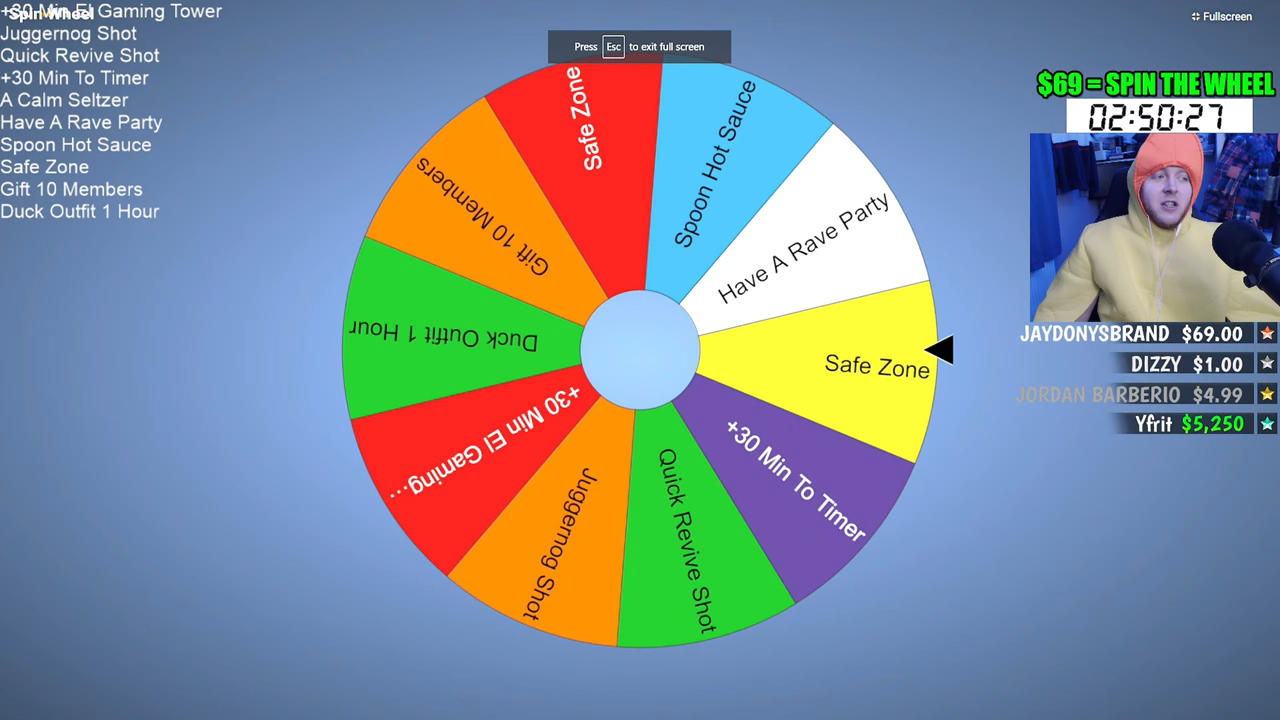 +30 Min El Gaming Tower
Spin Wheel
Juggernog Shot
Quick Revive Shot
+30 Min To Timer
A Calm Seltzer
Have A Rave Party
Spoon Hot Sauce
Safe Zone
Gift 10 Members
Duck Outfit 1 Hour
Press Esc to exit full screen
Fullscreen
Safe Zone
Spoon Hot Sauce
Have A Rave Party
Safe Zone
+30 Min To Timer
Quick Revive Shot
Juggernog Shot
+30 Min El Gaming...
Duck Outfit 1 Hour
Gift 10 Members
$69 = SPIN THE WHEEL
02:50:27
JAYDONYSBRAND $69.00
DIZZY $1.00
JORDAN BARBERIO $4.99
Yfrit $5,250